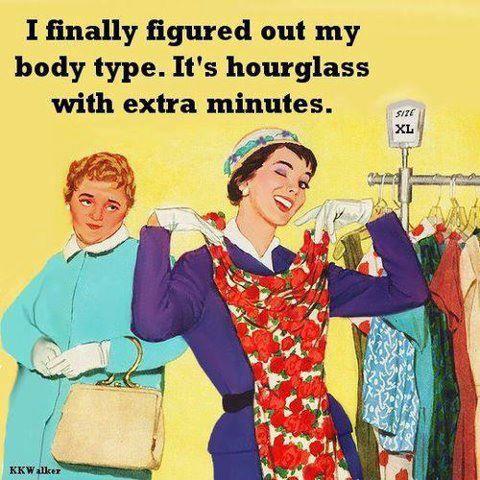 I finally figured out my
body type. It's hourglass
with extra minutes.
SIZE
XL
KKWalker